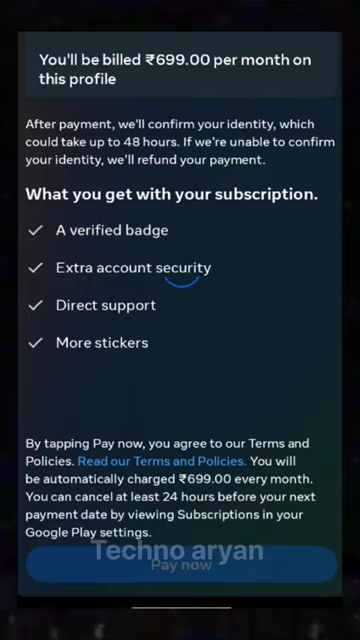 You'll be billed ₹699.00 per month on
this profile
After payment, we'll confirm your identity, which
could take up to 48 hours. If we're unable to confirm
your identity, we'll refund your payment.
What you get with your subscription.
A verified badge
Extra account security
Direct support
More stickers
By tapping Pay now, you agree to our Terms and
Policies. Read our Terms and Policies. You will
be automatically charged ₹699.00 every month.
You can cancel at least 24 hours before your next
payment date by viewing Subscriptions in your
Google Play settings.
Techno aryan
Pay now